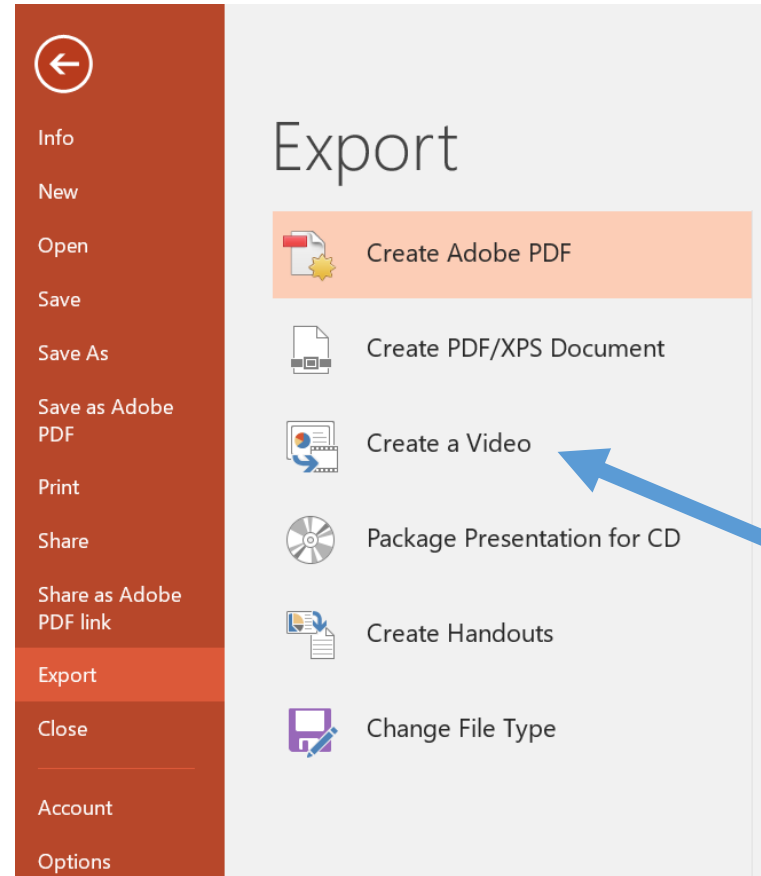 Info
New
Open
Save
Save As
Save as Adobe
PDF
Print
Share
Share as Adobe
PDF link
Export
Close
Account
Options
Export
Create Adobe PDF
Create PDF/XPS Document
Create a Video
Package Presentation for CD
Create Handouts
Change File Type